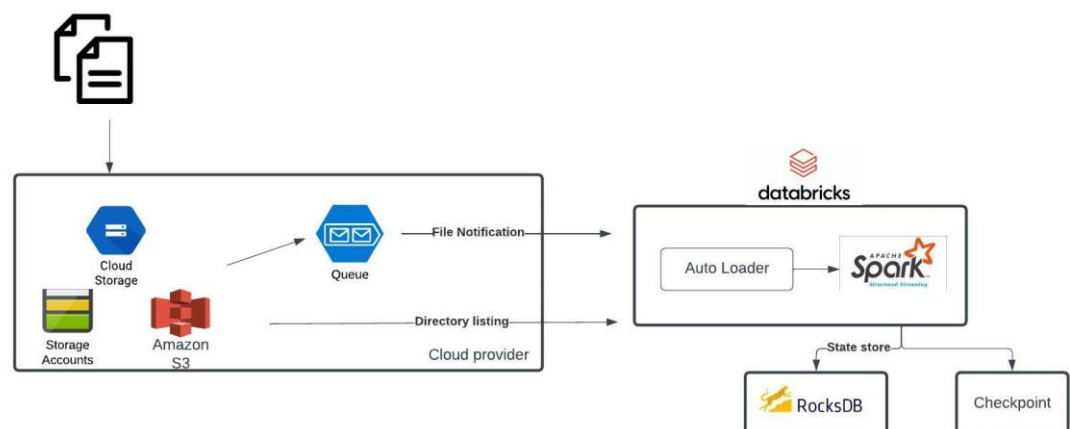 databricks
Cloud
Storage
Queue
File Notification
Auto Loader
APACHE
Spark™
Structured Streaming
Storage
Accounts
Amazon
S3
Directory listing
Cloud provider
State store
RocksDB
Checkpoint